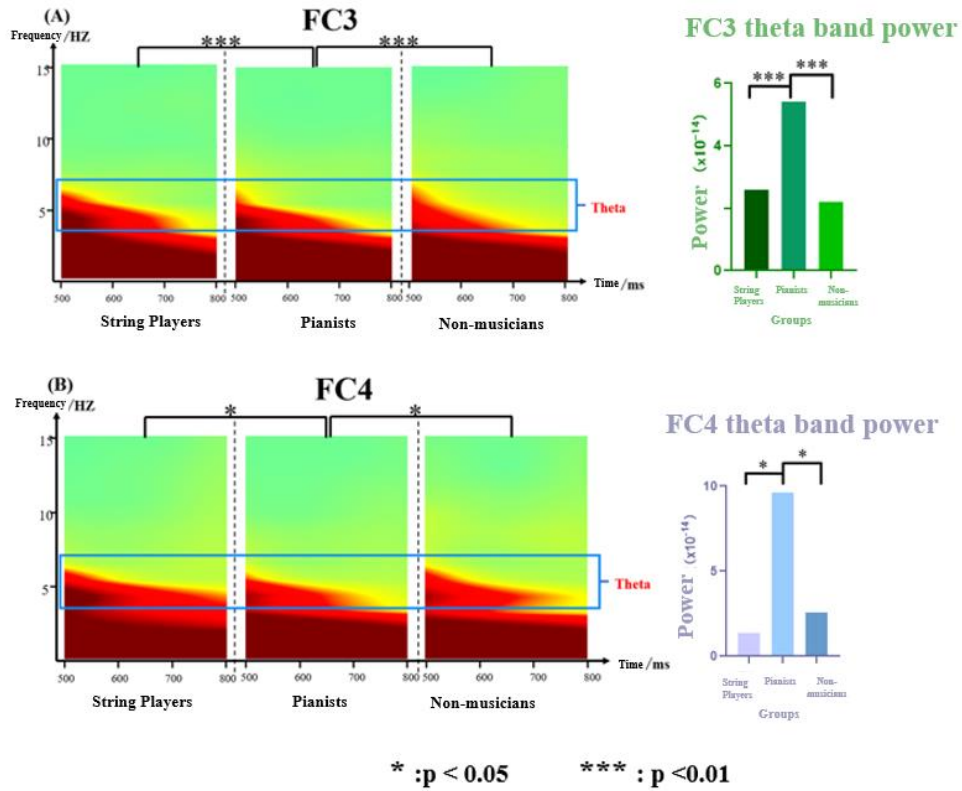 (A)
FC3
Frequency/HZ
***
***
15
10
5
Theta
Time/ms
500 600 700 800 500 600 700 800 500 600 700 800
String Players
Pianists
Non-musicians
FC3 theta band power
***
***
Power (x10⁻¹⁴)
6
4
2
0
String Players
Pianists
Non-musicians
Groups
(B)
FC4
Frequency/HZ
*
*
15
10
5
Theta
Time/ms
500 600 700 800 500 600 700 800 500 600 700 800
String Players
Pianists
Non-musicians
FC4 theta band power
*
*
Power (x10⁻¹⁴)
10
5
0
String Players
Pianists
Non-musicians
Groups
* :p < 0.05
*** : p <0.01